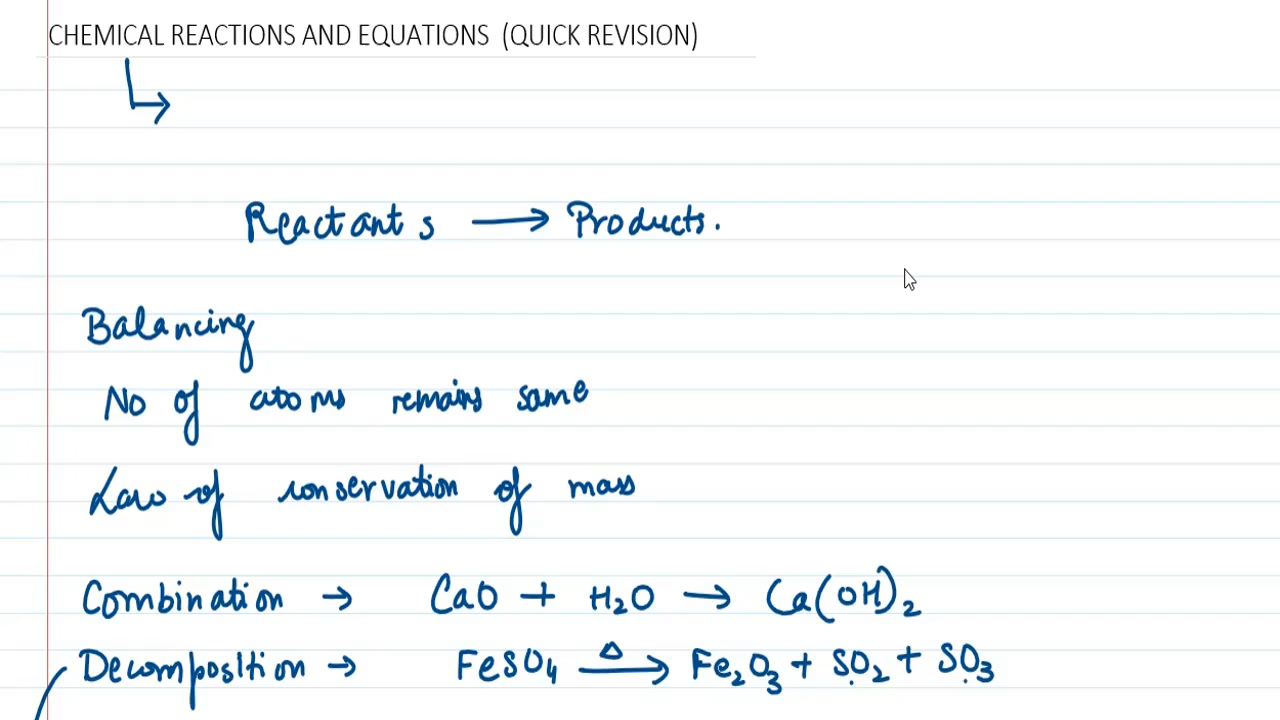 CHEMICAL REACTIONS AND EQUATIONS (QUICK REVISION)
Reactants → Products.
Balancing
No of atoms remains same
Law of conservation of mass
Combination → CaO + H₂O → Ca(OH)₂
Decomposition → FeSO₄ —Δ→ Fe₂O₃ + SO₂ + SO₃